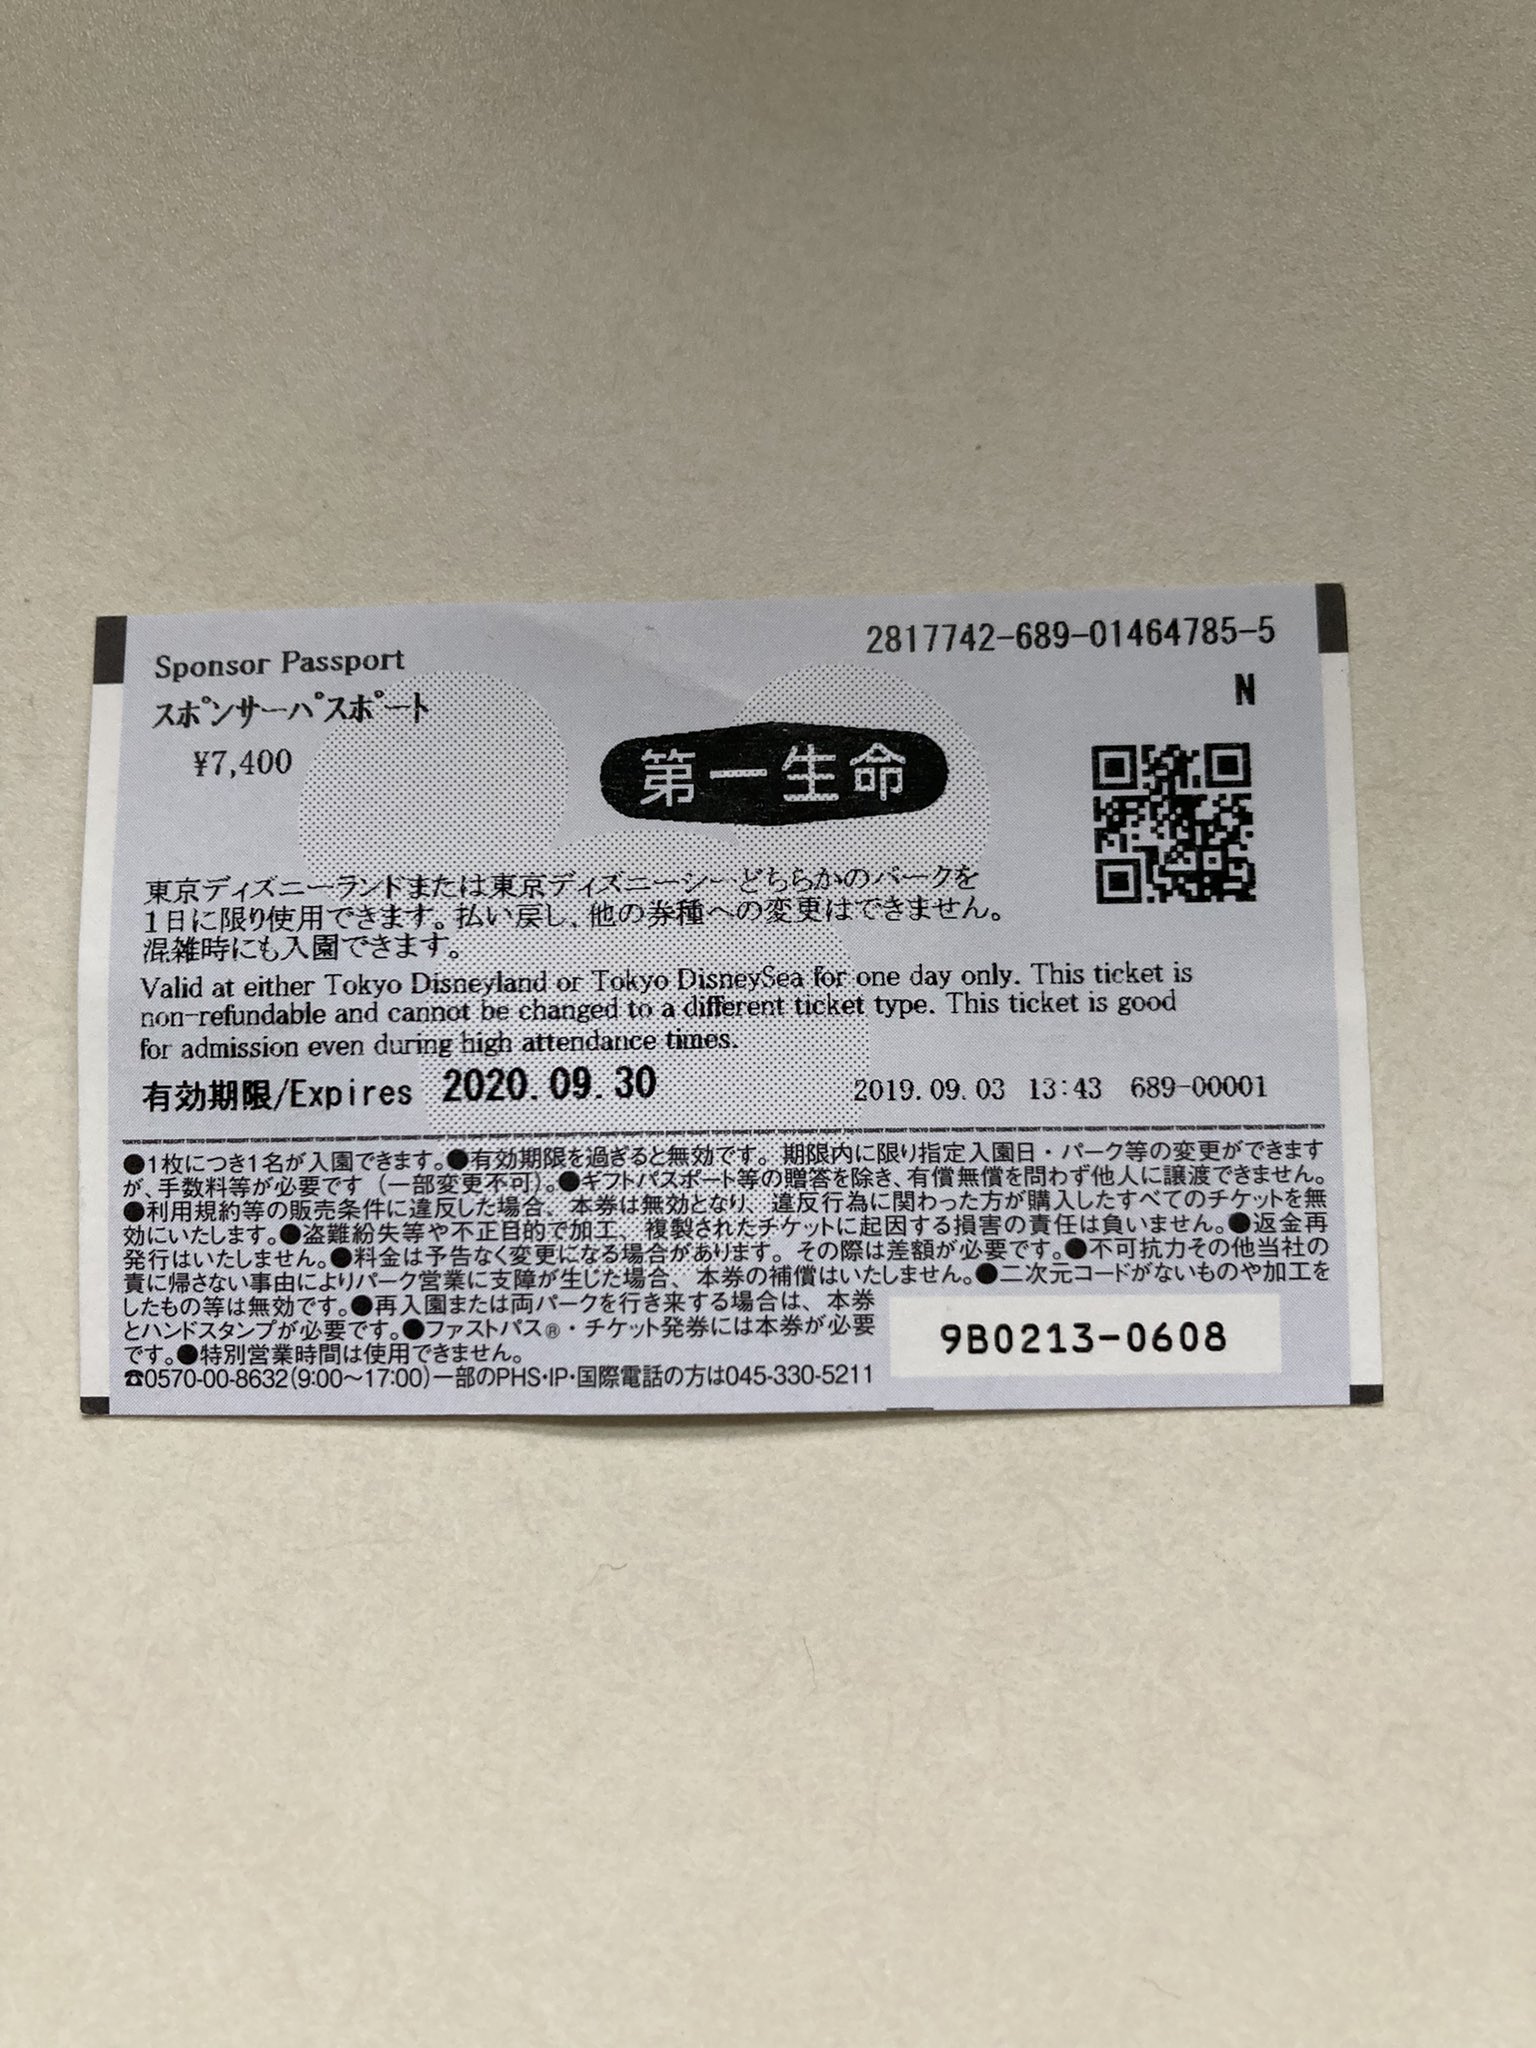 2817742-689-01464785-5
Sponsor Passport
N
スポンサーパスポート
¥7,400
第一生命
東京ディズニーランドまたは東京ディズニーシーどちらかのパークを
1日に限り使用できます。払い戻し、他の券種への変更はできません。
混雑時にも入園できます。
Valid at either Tokyo Disneyland or Tokyo DisneySea for one day only. This ticket is
non-refundable and cannot be changed to a different ticket type. This ticket is good
for admission even during high attendance times.
有効期限/Expires 2020.09.30 2019.09.03 13:43 689-00001
TOKYO DISNEY RESORT TOKYO DISNEY RESORT TOKYO DISNEY RESORT
●1枚につき1名が入園できます。●有効期限を過ぎると無効です。期限内に限り指定入園日・パーク等の変更ができます
が、手数料等が必要です（一部変更不可）。●ギフトパスポート等の贈答を除き、有償無償を問わず他人に譲渡できません。
●利用規約等の販売条件に違反した場合、本券は無効となり、違反行為に関わった方が購入したすべてのチケットを無
効にいたします。●盗難紛失等や不正目的で加工、複製されたチケットに起因する損害の責任は負いません。●返金再
発行はいたしません。●料金は予告なく変更になる場合があります。その際は差額が必要です。●不可抗力その他当社の
責に帰さない事由によりパーク営業に支障が生じた場合、本券の補償はいたしません。●二次元コードがないものや加工を
したもの等は無効です。●再入園または両パークを行き来する場合は、本券
とハンドスタンプが必要です。●ファストパス®・チケット発券には本券が必要
です。●特別営業時間は使用できません。
☎0570-00-8632(9:00〜17:00)一部のPHS・IP・国際電話の方は045-330-5211
9B0213-0608